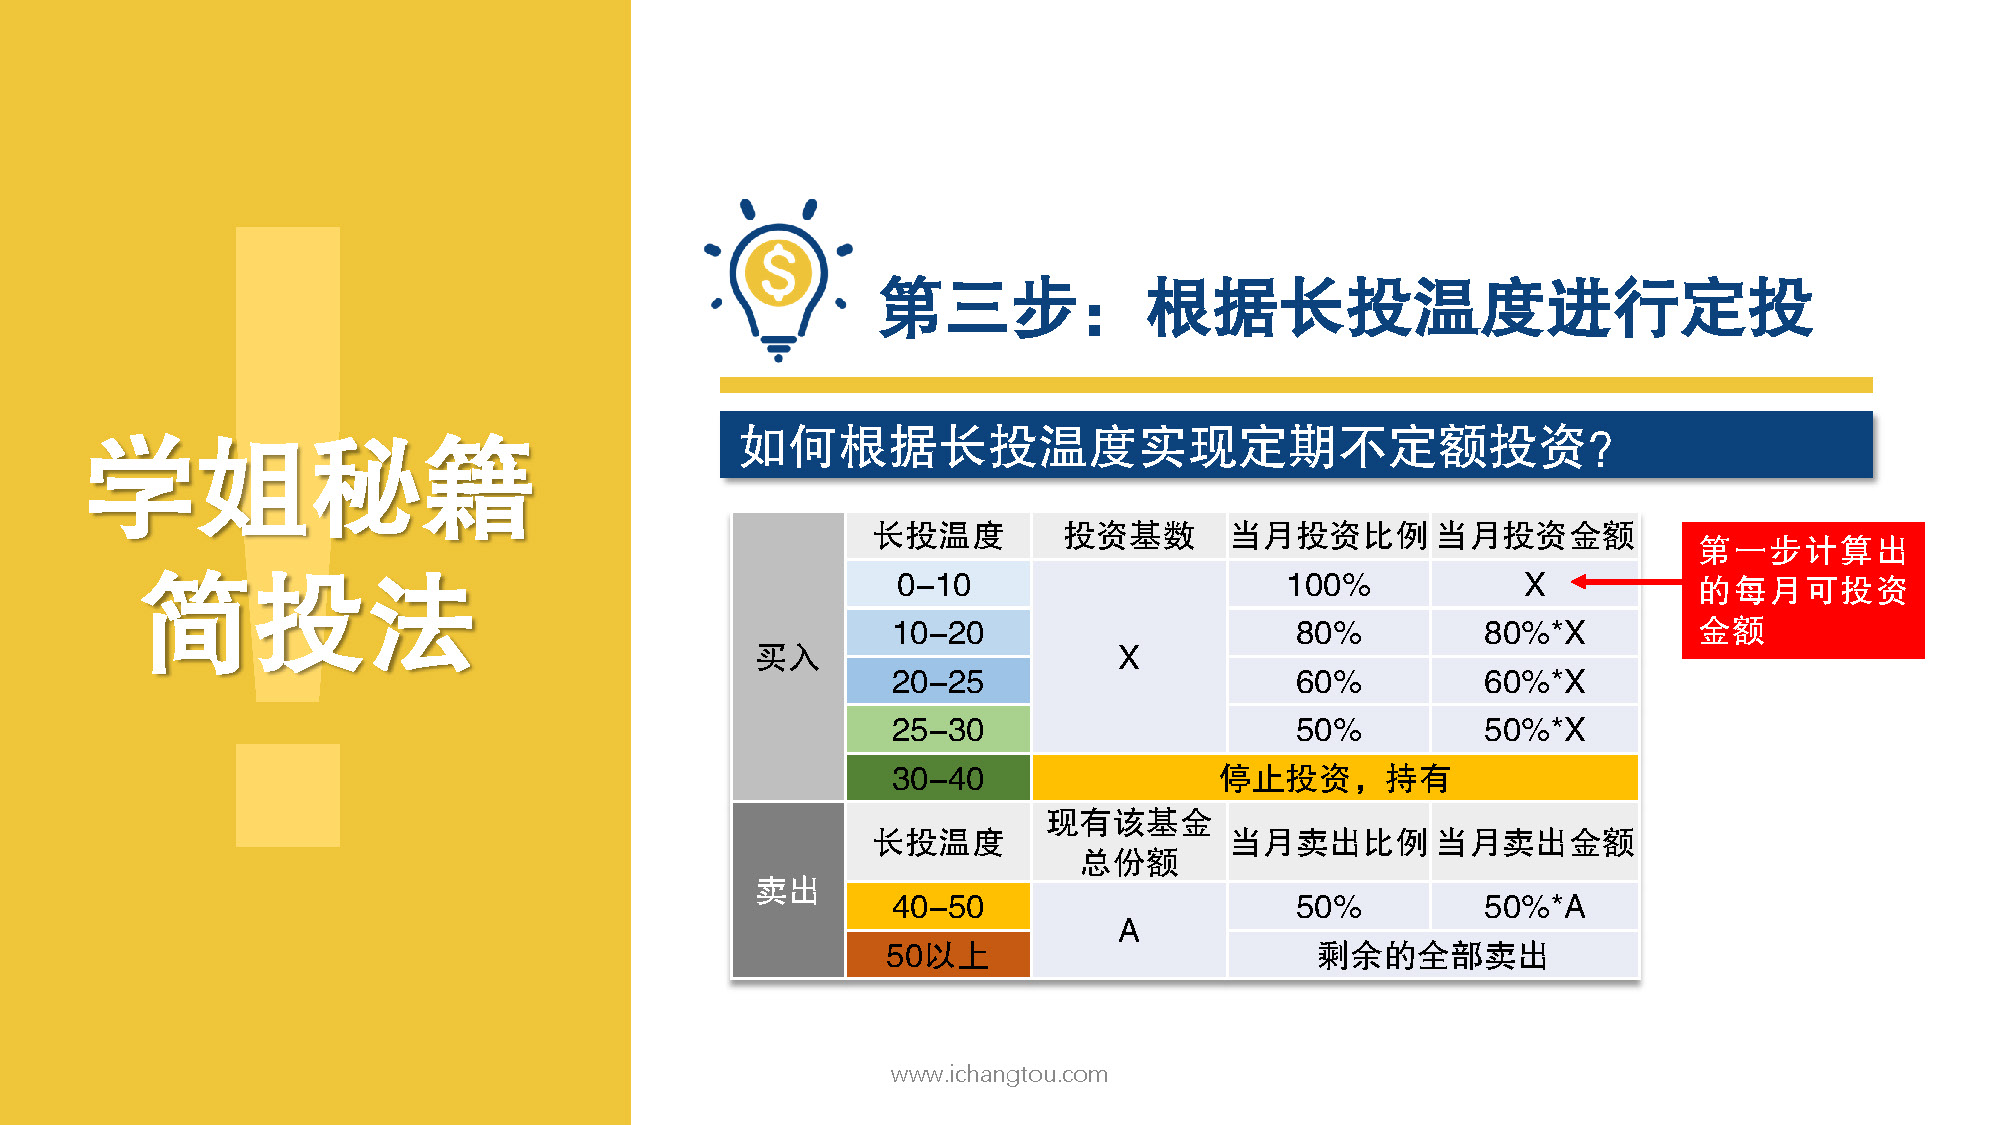 学姐秘籍
简投法
$
第三步：根据长投温度进行定投
如何根据长投温度实现定期不定额投资？
买入
长投温度 投资基数 当月投资比例 当月投资金额
0-10 X 100% X
10-20 80% 80%*X
20-25 60% 60%*X
25-30 50% 50%*X
30-40 停止投资，持有
第一步计算出
的每月可投资
金额
卖出
长投温度 现有该基金
总份额 当月卖出比例 当月卖出金额
40-50 A 50% 50%*A
50以上 剩余的全部卖出
www.ichangtou.com